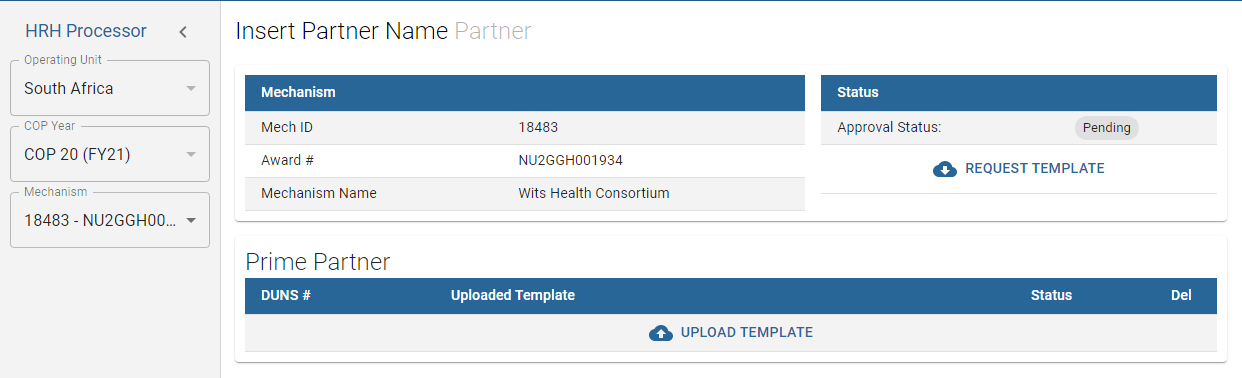 HRH Processor
Operating Unit
South Africa
COP Year
COP 20 (FY21)
Mechanism
18483 - NU2GGH00...
Insert Partner Name Partner
Mechanism
Mech ID 18483
Award # NU2GGH001934
Mechanism Name Wits Health Consortium
Status
Approval Status: Pending
REQUEST TEMPLATE
Prime Partner
DUNS # Uploaded Template Status Del
UPLOAD TEMPLATE